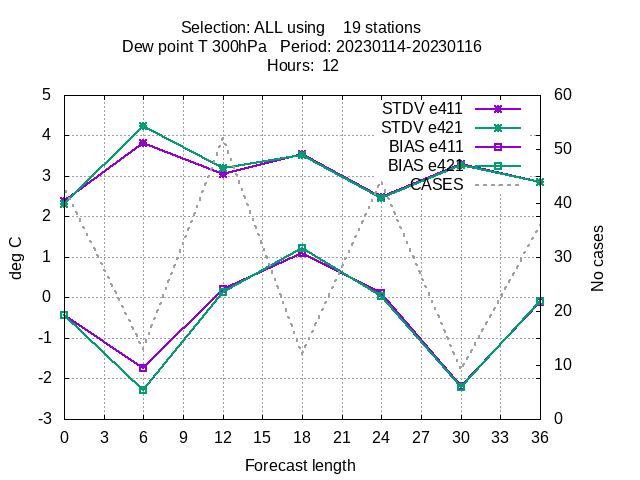 Selection: ALL using    19 stations
Dew point T 300hPa   Period: 20230114-20230116
Hours:  12
5
4
3
2
1
0
-1
-2
-3
deg C
STDV e411
STDV e421
BIAS e411
BIAS e421
CASES
60
50
40
30
20
10
0
No cases
0 3 6 9 12 15 18 21 24 27 30 33 36
Forecast length